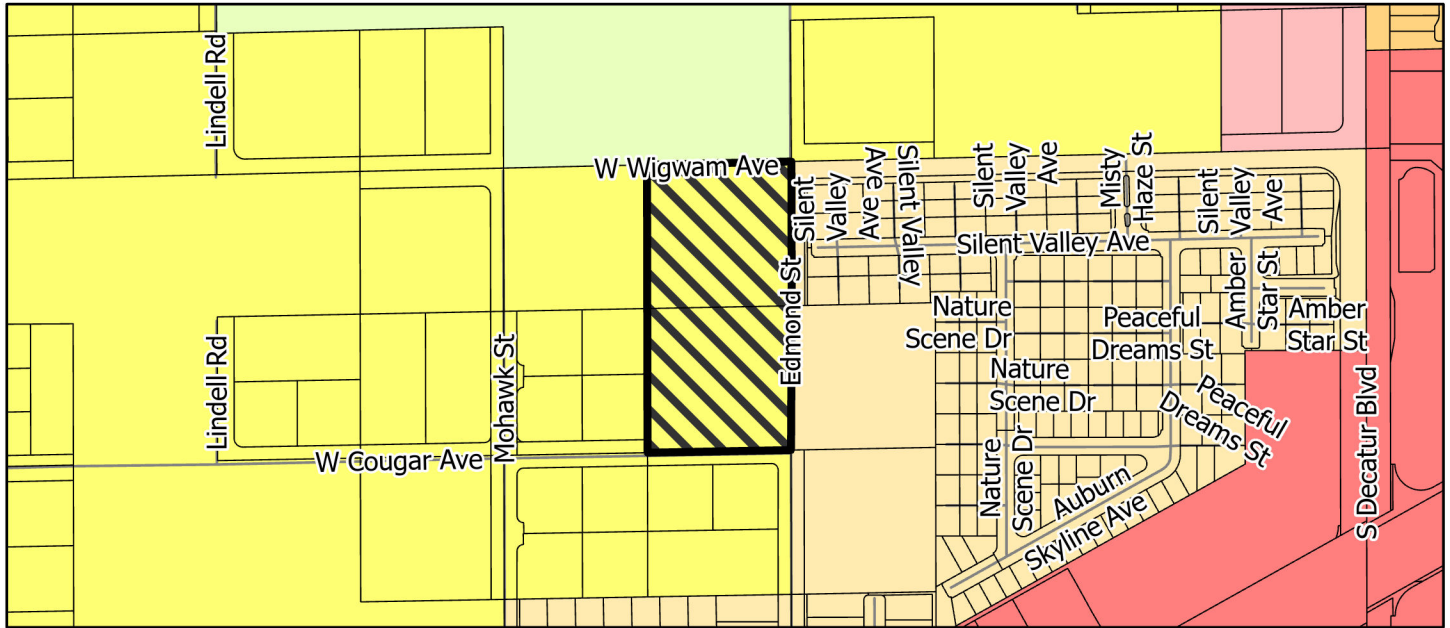 Lindell Rd
W Wigwam Ave
Silent
Valley
Ave
Silent Valley
Ave
Silent
Valley
Ave
Misty
Haze St
Silent
Valley
Ave
Silent Valley Ave
Edmond St
Nature
Scene Dr
Peaceful
Dreams St
Amber
Star St
Amber
Star St
Lindell Rd
Mohawk St
Nature
Scene Dr
Peaceful
Dreams St
W Cougar Ave
Nature
Scene Dr
Auburn
Skyline Ave
S Decatur Blvd